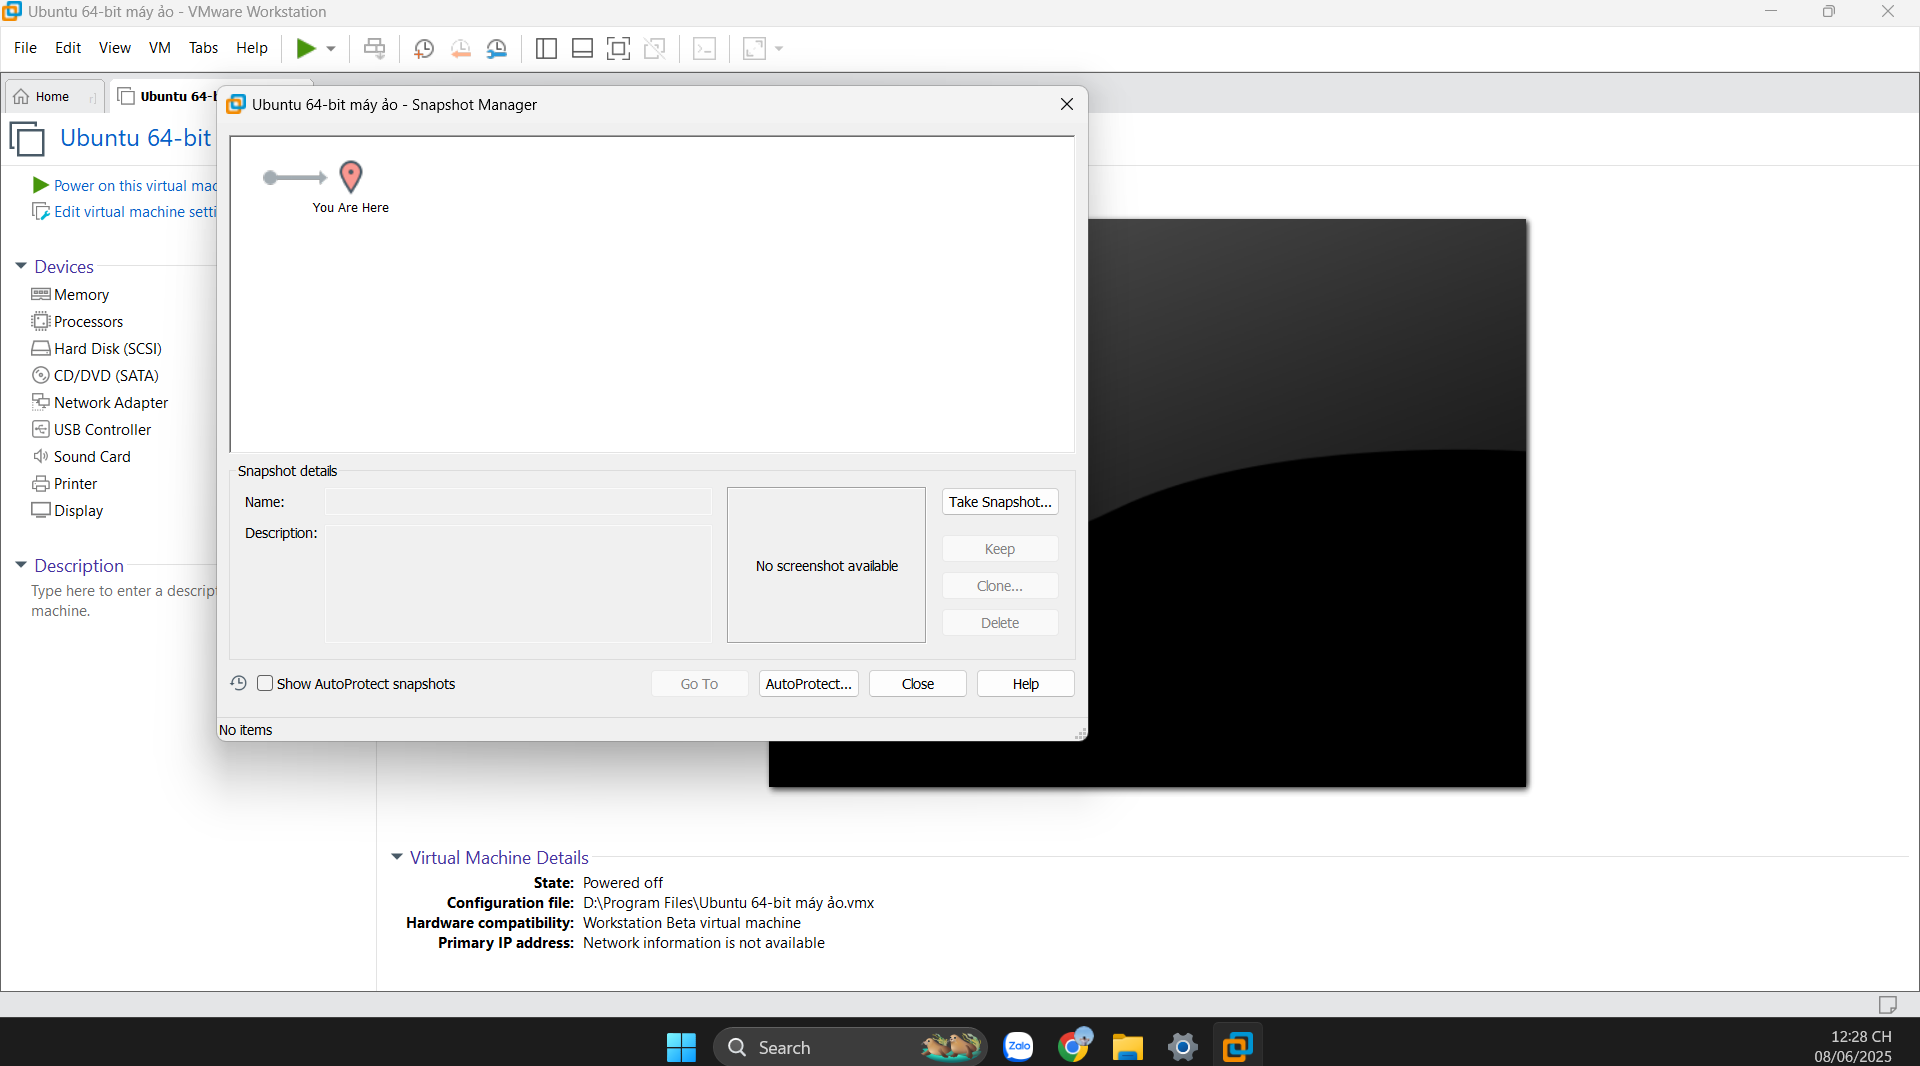 Ubuntu 64-bit máy ảo - VMware Workstation
File Edit View VM Tabs Help
Home
Ubuntu 64-b
Ubuntu 64-bit máy ảo - Snapshot Manager
Ubuntu 64-bit
Power on this virtual mac
Edit virtual machine setti
You Are Here
Devices
Memory
Processors
Hard Disk (SCSI)
CD/DVD (SATA)
Network Adapter
USB Controller
Sound Card
Printer
Display
Description
Type here to enter a descript
machine.
Snapshot details
Name:
Description:
No screenshot available
Take Snapshot...
Keep
Clone...
Delete
Show AutoProtect snapshots
Go To
AutoProtect...
Close
Help
No items
Virtual Machine Details
State: Powered off
Configuration file: D:\Program Files\Ubuntu 64-bit máy ảo.vmx
Hardware compatibility: Workstation Beta virtual machine
Primary IP address: Network information is not available
Search
Zalo
12:28 CH
08/06/2025